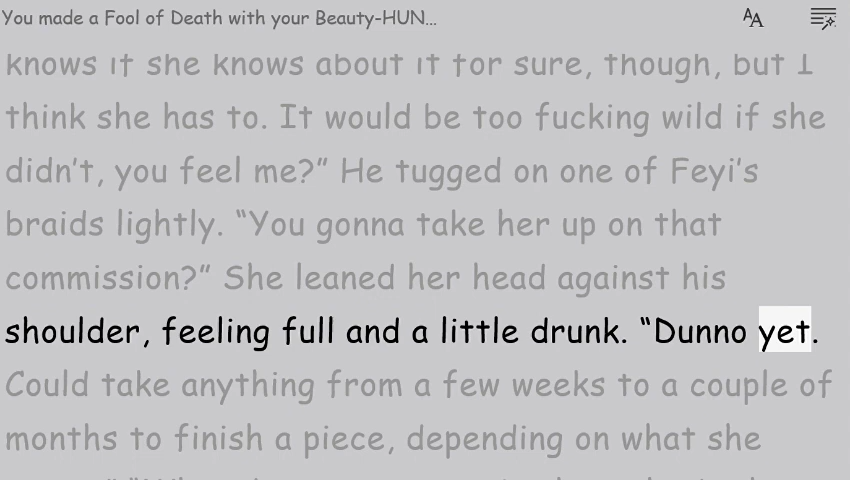 You made a Fool of Death with your Beauty-HUN...
knows if she knows about it for sure, though, but I
think she has to. It would be too fucking wild if she
didn’t, you feel me?” He tugged on one of Feyi’s
braids lightly. “You gonna take her up on that
commission?” She leaned her head against his
shoulder, feeling full and a little drunk. “Dunno yet.
Could take anything from a few weeks to a couple of
months to finish a piece, depending on what she